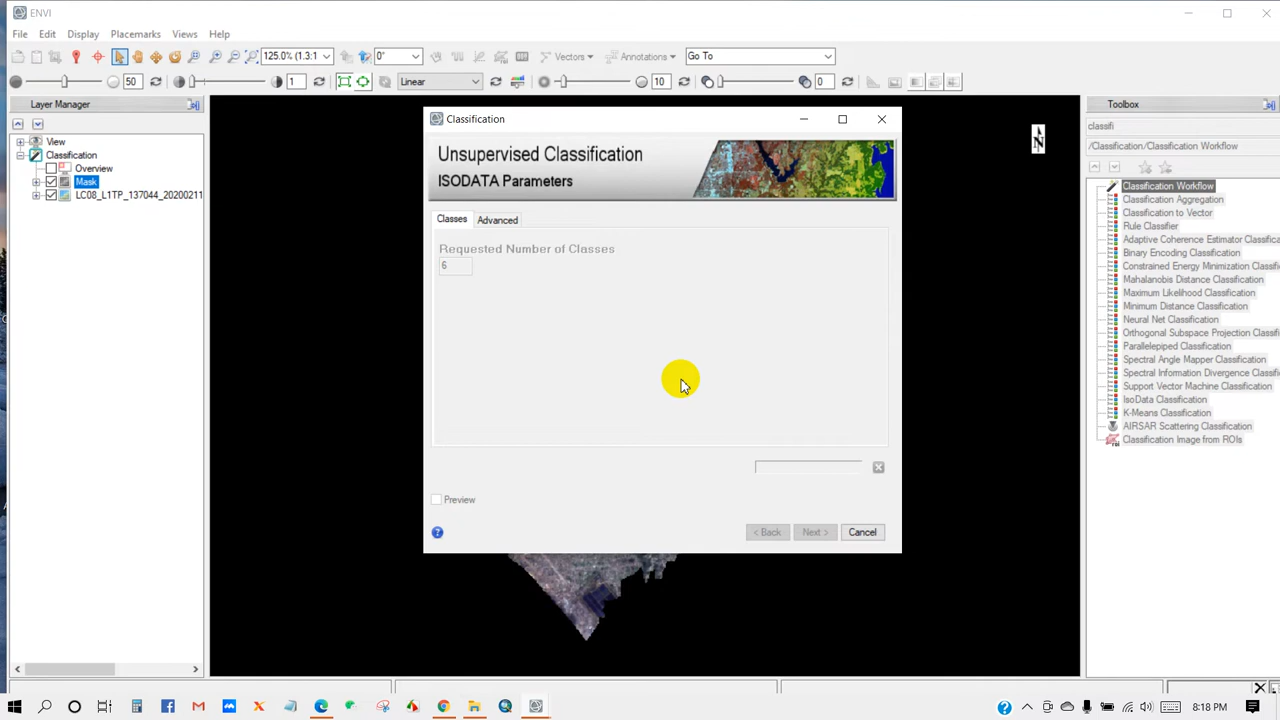 ENVI
File Edit Display Placemarks Views Help
125.0% (1.3:1 0° Vectors Annotations Go To
50 1 Linear 10 0
Layer Manager
View
Classification
Overview
Mask
LC08_L1TP_137044_20200211
Classification
Unsupervised Classification
ISODATA Parameters
Classes Advanced
Requested Number of Classes
6
Preview
< Back Next > Cancel
N
Toolbox
classifi
/Classification/Classification Workflow
Classification Workflow
Classification Aggregation
Classification to Vector
Rule Classifier
Adaptive Coherence Estimator Classifica
Binary Encoding Classification
Constrained Energy Minimization Classifi
Mahalanobis Distance Classification
Maximum Likelihood Classification
Minimum Distance Classification
Neural Net Classification
Orthogonal Subspace Projection Classifi
Parallelepiped Classification
Spectral Angle Mapper Classification
Spectral Information Divergence Classifi
Support Vector Machine Classification
IsoData Classification
K-Means Classification
AIRSAR Scattering Classification
Classification Image from ROIs
8:18 PM